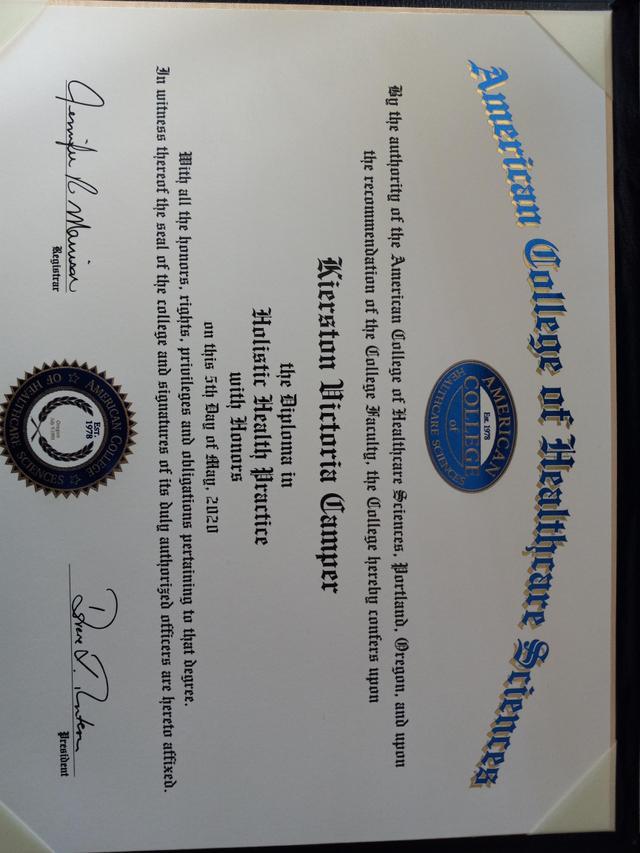 American College of Healthcare Sciences
AMERICAN
Est. 1978
COLLEGE
of
HEALTHCARE SCIENCES
By the authority of the American College of Healthcare Sciences, Portland, Oregon, and upon
the recommendation of the College Faculty, the College hereby confers upon
Kierston Victoria Camper
the Diploma in
Holistic Health Practice
with Honors
on this 5th Day of May, 2020
With all the honors, rights, privileges and obligations pertaining to that degree.
In witness thereof the seal of the college and signatures of its duly authorized officers are hereto affixed.
Registrar
AMERICAN COLLEGE
EST.
1978
Oregon
OF HEALTHCARE SCIENCES
President